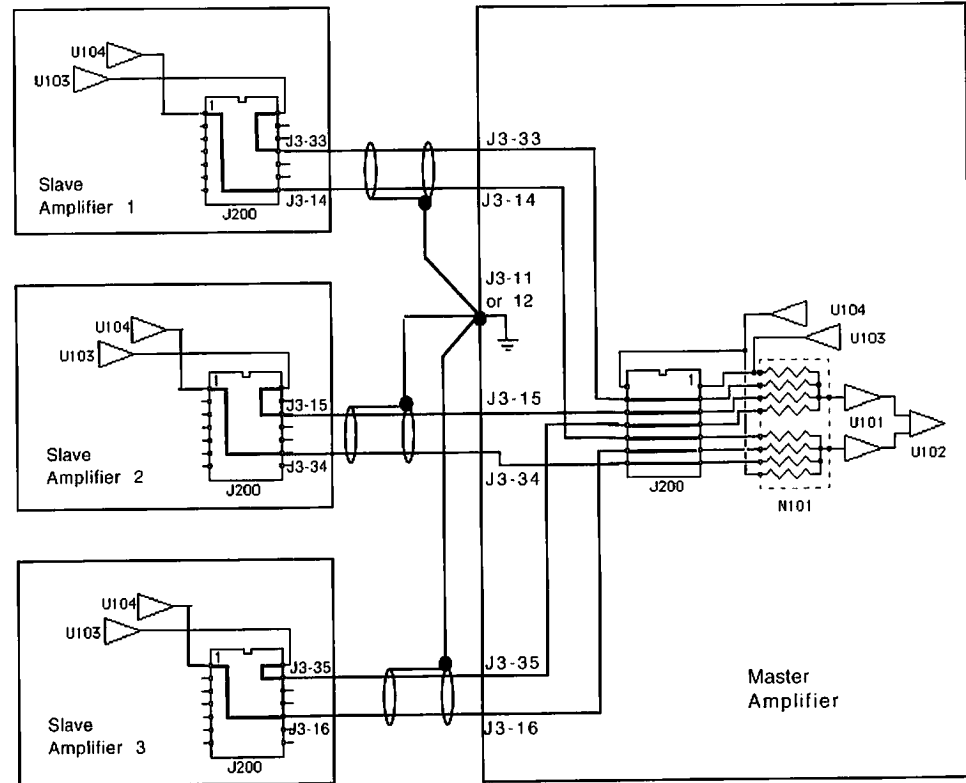 U104
U103
1
J3-33
J3-14
Slave
Amplifier 1
J200
J3-33
J3-14
J3-11
or 12
U104
U103
J3-15
J3-34
Slave
Amplifier 2
J200
J3-15
J3-34
U104
U103
1
U101
U102
J200
N101
U104
U103
1
J3-35
J3-16
Slave
Amplifier 3
J200
J3-35
J3-16
Master
Amplifier